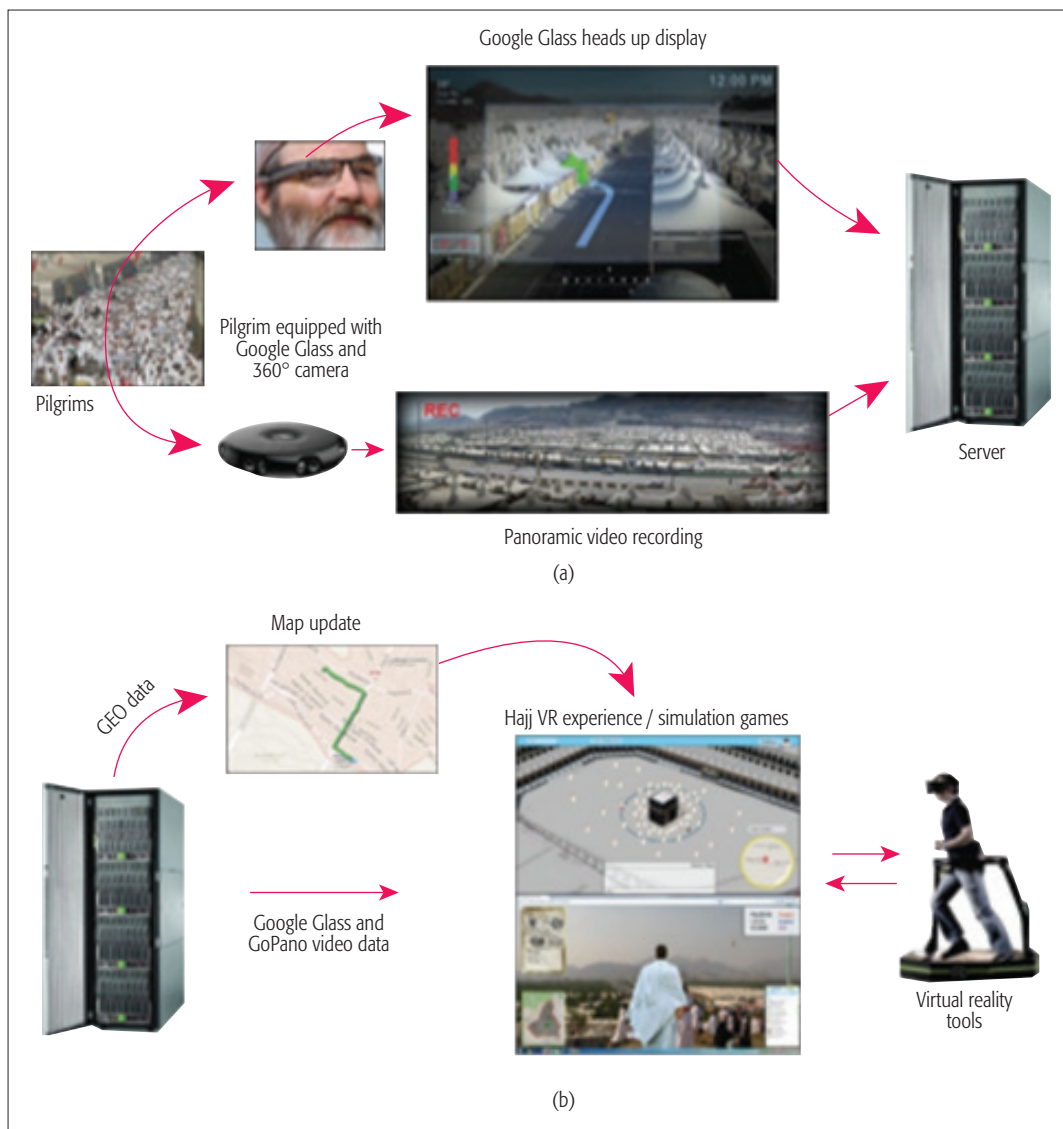 Google Glass heads up display
12:00 PM
Pilgrim equipped with
Google Glass and
360° camera
Pilgrims
REC
Server
Panoramic video recording
(a)
Map update
GEO data
Hajj VR experience / simulation games
Google Glass and
GoPano video data
Virtual reality
tools
(b)